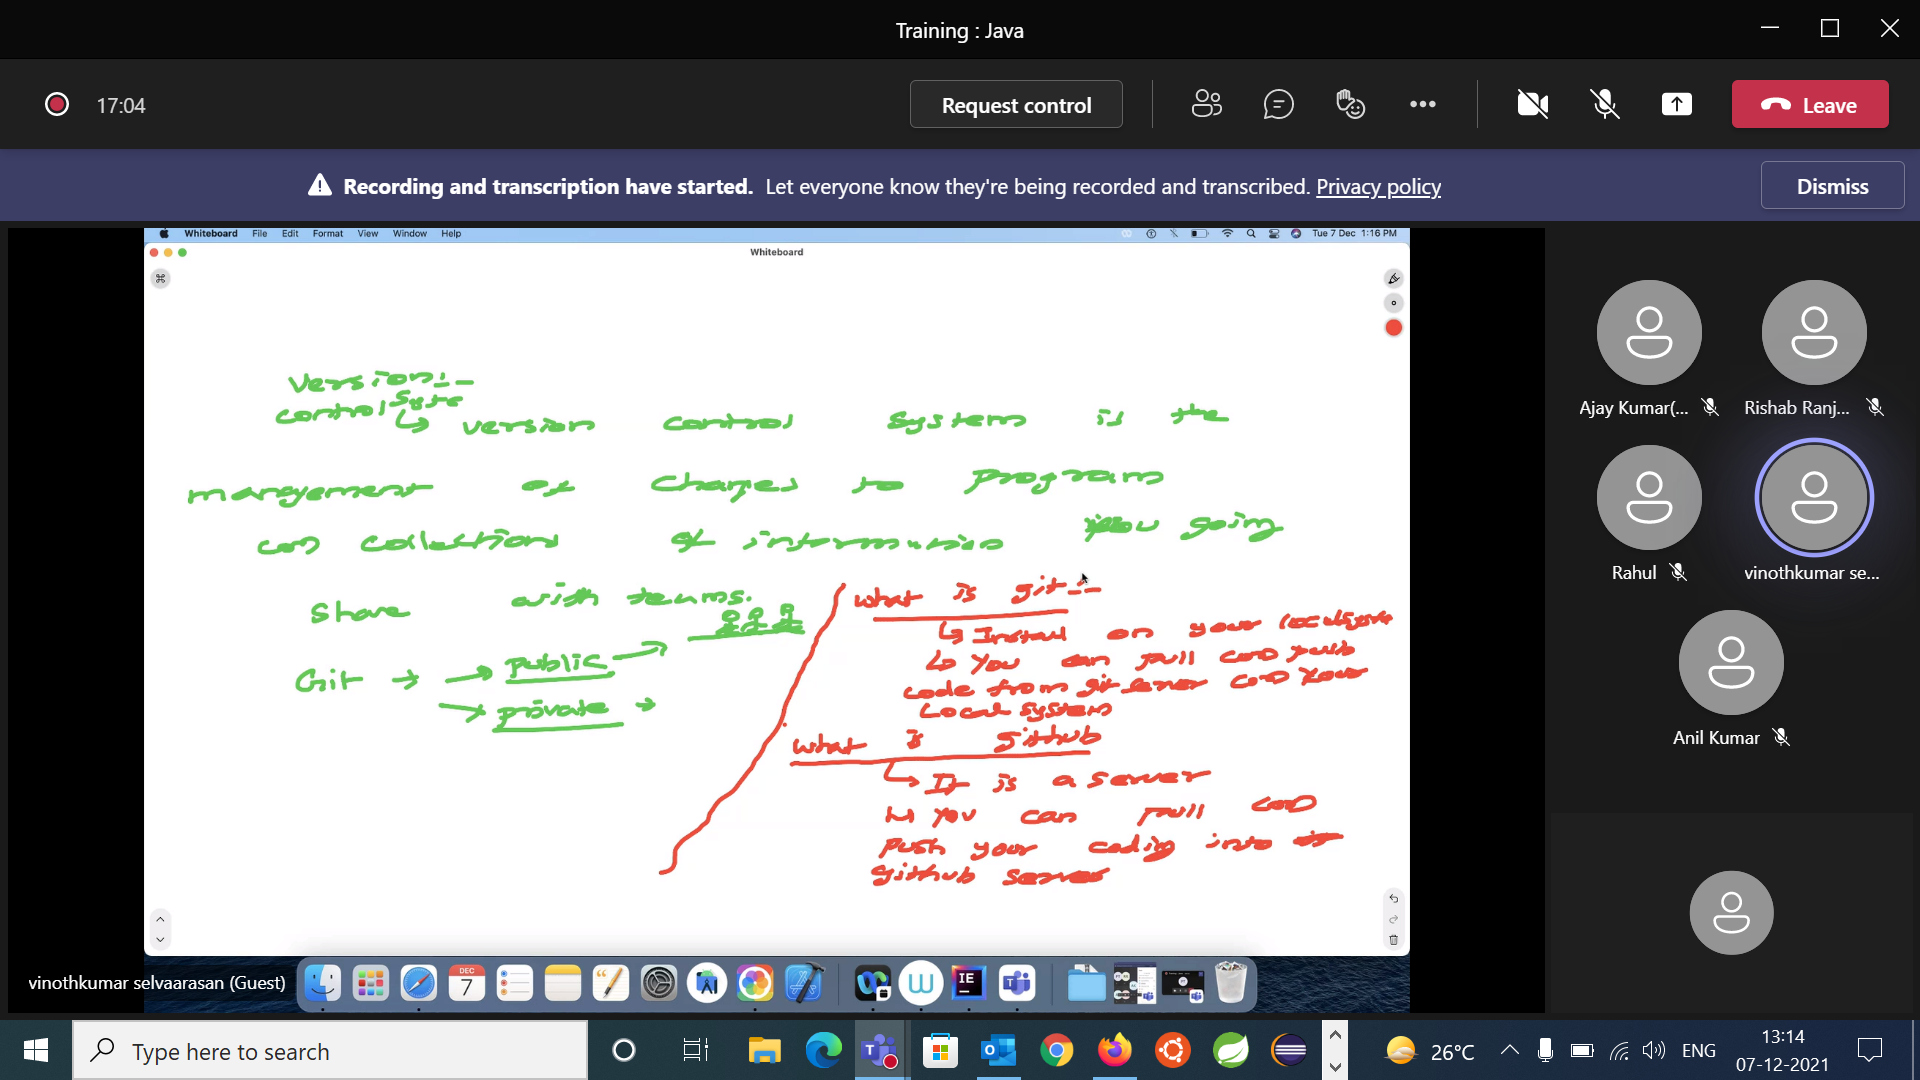 Training : Java
17:04
Request control
Leave
Recording and transcription have started. Let everyone know they're being recorded and transcribed. Privacy policy
Dismiss
Whiteboard File Edit Format View Window Help
Tue 7 Dec 1:16 PM
Whiteboard
Version:-
control Syste
version control system is the
management of changes to program
and collections of information you going
Share with teams.
Git → → public →
→ private →
what is git:-
Install on your
You can pull and push
code from git server and your
Local system
what is github
It is a server
You can pull and
push your coding into
github server
Ajay Kumar(...
Rishab Ranj...
Rahul
vinothkumar se...
Anil Kumar
vinothkumar selvaarasan (Guest)
DEC
7
IE
Type here to search
26°C
ENG
13:14
07-12-2021